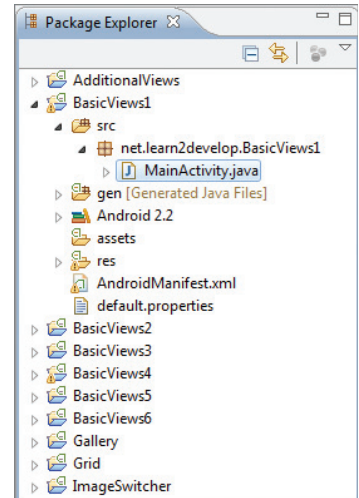 Package Explorer
AdditionalViews
BasicViews1
src
net.learn2develop.BasicViews1
MainActivity.java
gen [Generated Java Files]
Android 2.2
assets
res
AndroidManifest.xml
default.properties
BasicViews2
BasicViews3
BasicViews4
BasicViews5
BasicViews6
Gallery
Grid
ImageSwitcher